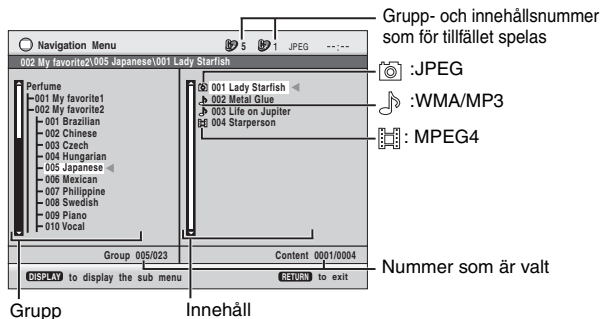 Grupp- och innehållsnummer
som för tillfället spelas
Navigation Menu 5 1 JPEG --:--
002 My favorite2\005 Japanese\001 Lady Starfish
:JPEG
:WMA/MP3
: MPEG4
Perfume
001 My favorite1
002 My favorite2
001 Brazilian
002 Chinese
003 Czech
004 Hungarian
005 Japanese
006 Mexican
007 Philippine
008 Swedish
009 Piano
010 Vocal
001 Lady Starfish
002 Metal Glue
003 Life on Jupiter
004 Starperson
Group 005/023
Content 0001/0004
Nummer som är valt
DISPLAY to display the sub menu
RETURN to exit
Grupp
Innehåll